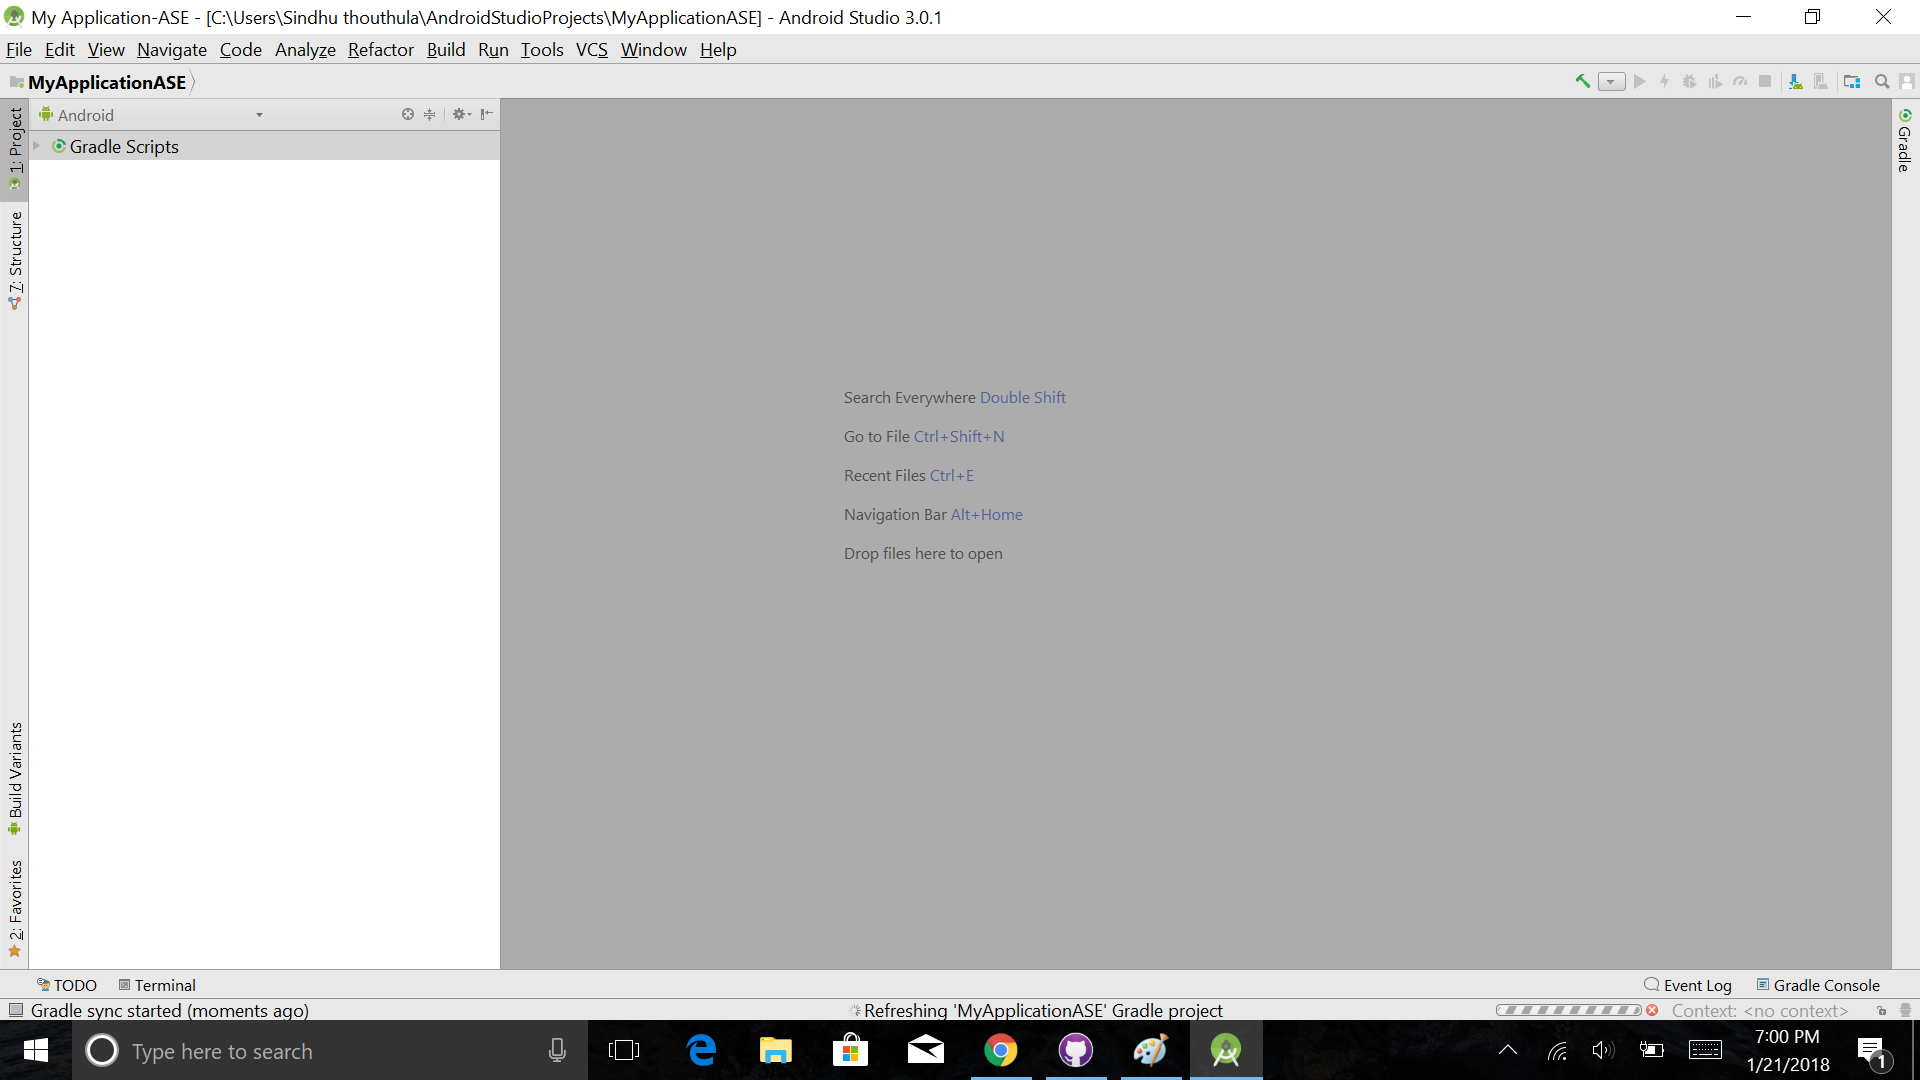 My Application-ASE - [C:\Users\Sindhu thouthula\AndroidStudioProjects\MyApplicationASE] - Android Studio 3.0.1
File Edit View Navigate Code Analyze Refactor Build Run Tools VCS Window Help
MyApplicationASE
Android
Gradle Scripts
1: Project
7: Structure
Build Variants
2: Favorites
Gradle
Search Everywhere Double Shift
Go to File Ctrl+Shift+N
Recent Files Ctrl+E
Navigation Bar Alt+Home
Drop files here to open
TODO Terminal Event Log Gradle Console
Gradle sync started (moments ago) Refreshing 'MyApplicationASE' Gradle project Context: <no context>
Type here to search
7:00 PM
1/21/2018
1